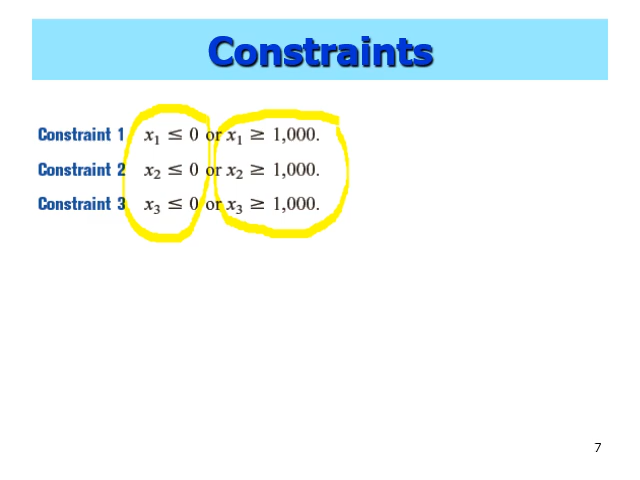 Constraints
Constraint 1 x₁ ≤ 0 or x₁ ≥ 1,000.
Constraint 2 x₂ ≤ 0 or x₂ ≥ 1,000.
Constraint 3 x₃ ≤ 0 or x₃ ≥ 1,000.
7